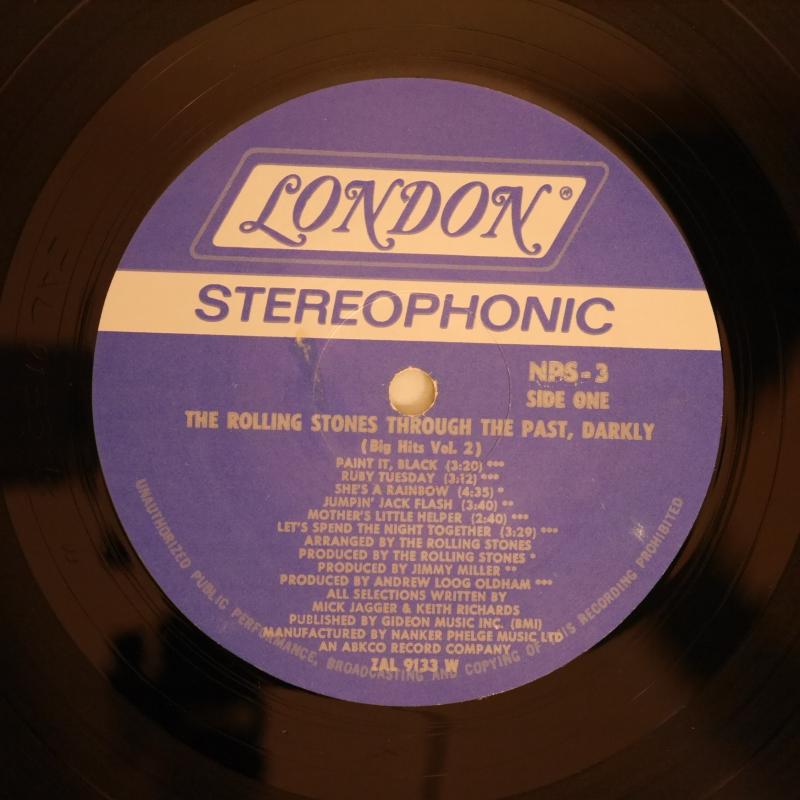 LONDON®
STEREOPHONIC
NPS-3
SIDE ONE
THE ROLLING STONES THROUGH THE PAST, DARKLY
(Big Hits Vol. 2)
PAINT IT, BLACK (3:20) ***
RUBY TUESDAY (3:12) ***
SHE'S A RAINBOW (4:35) *
JUMPIN' JACK FLASH (3:40) **
MOTHER'S LITTLE HELPER (2:40) ***
LET'S SPEND THE NIGHT TOGETHER (3:29) ***
ARRANGED BY THE ROLLING STONES
PRODUCED BY THE ROLLING STONES *
PRODUCED BY JIMMY MILLER **
PRODUCED BY ANDREW LOOG OLDHAM ***
ALL SELECTIONS WRITTEN BY
MICK JAGGER & KEITH RICHARDS
PUBLISHED BY GIDEON MUSIC INC. (BMI)
MANUFACTURED BY NANKER PHELGE MUSIC LTD
AN ABKCO RECORD COMPANY
ZAL 9133 W
UNAUTHORIZED PUBLIC PERFORMANCE, BROADCASTING AND COPYING OF THIS RECORDING PROHIBITED